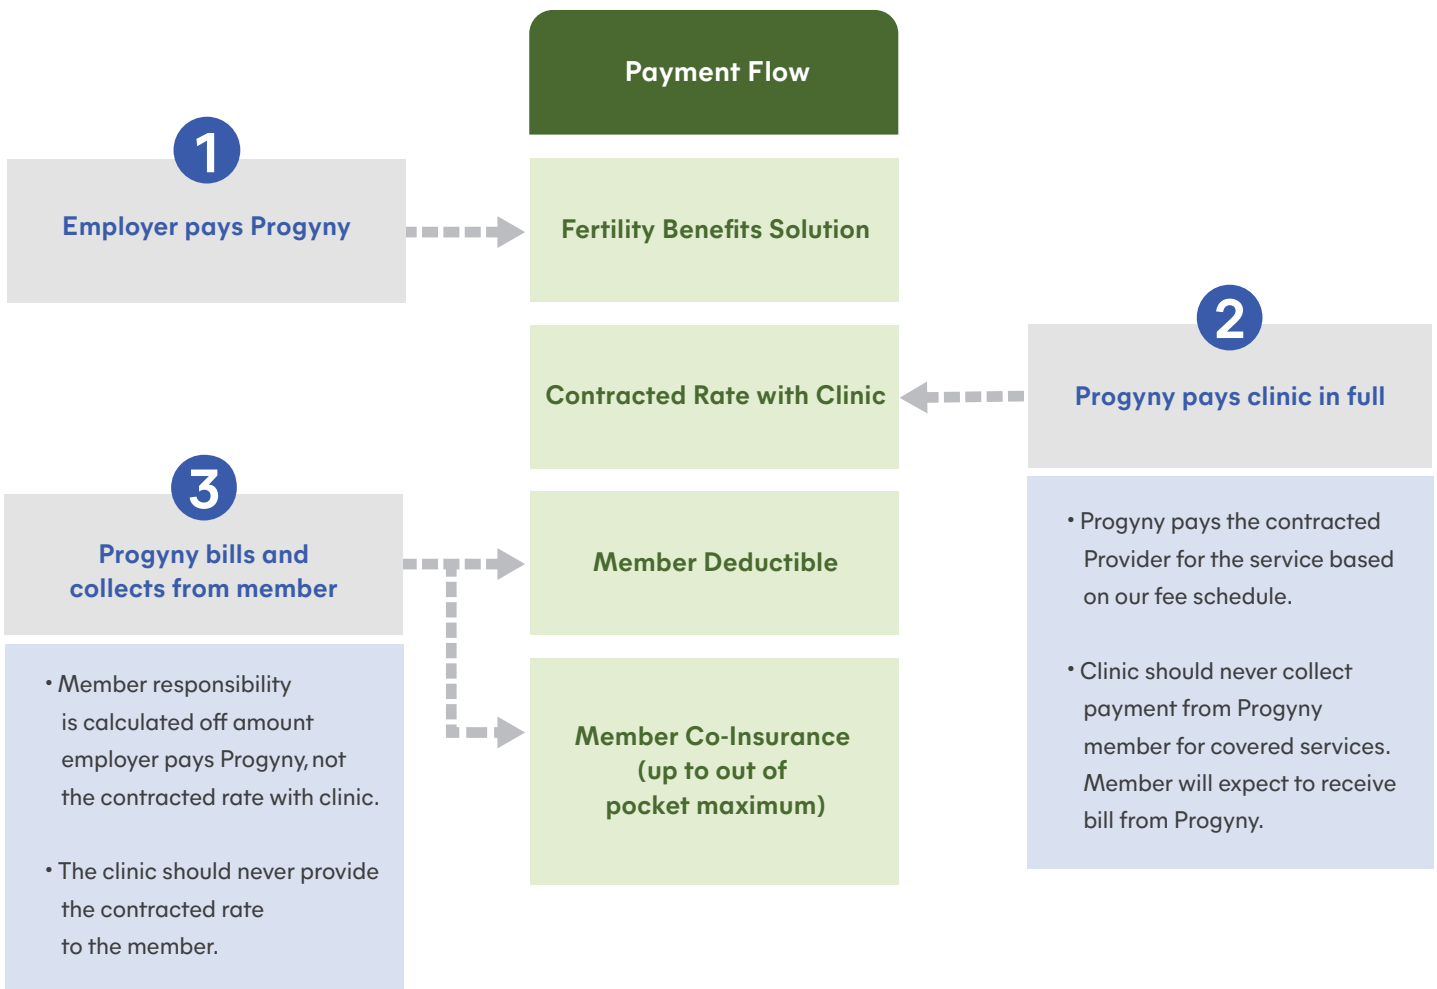 Payment Flow
1
Employer pays Progyny
Fertility Benefits Solution
2
Progyny pays clinic in full
Contracted Rate with Clinic
• Progyny pays the contracted
Provider for the service based
on our fee schedule.
• Clinic should never collect
payment from Progyny
member for covered services.
Member will expect to receive
bill from Progyny.
3
Progyny bills and
collects from member
Member Deductible
Member Co-Insurance
(up to out of
pocket maximum)
• Member responsibility
is calculated off amount
employer pays Progyny, not
the contracted rate with clinic.
• The clinic should never provide
the contracted rate
to the member.